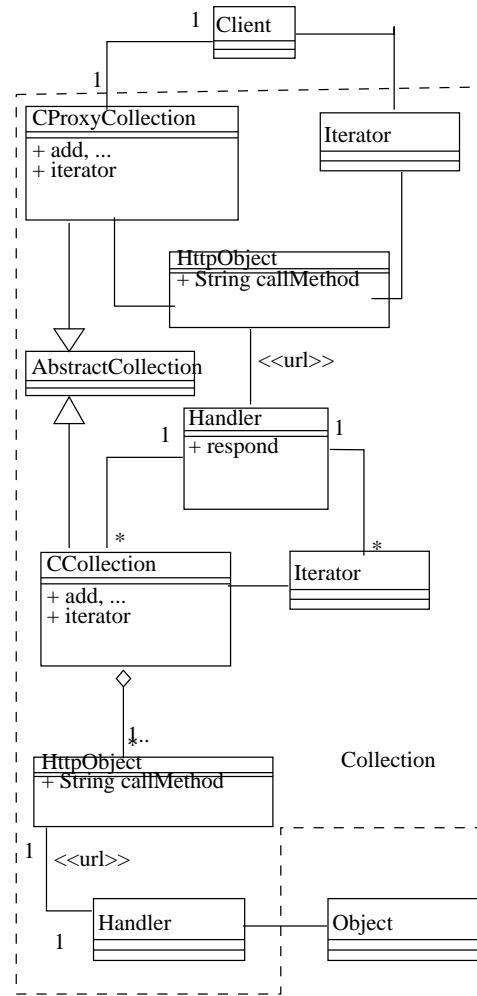 1
Client
1
CProxyCollection
+ add, ...
+ iterator
Iterator
HttpObject
+ String callMethod
AbstractCollection
<<url>>
Handler
+ respond
1
1
*
*
CCollection
+ add, ...
+ iterator
Iterator
1..
*
HttpObject
+ String callMethod
Collection
1
<<url>>
Handler
Object
1